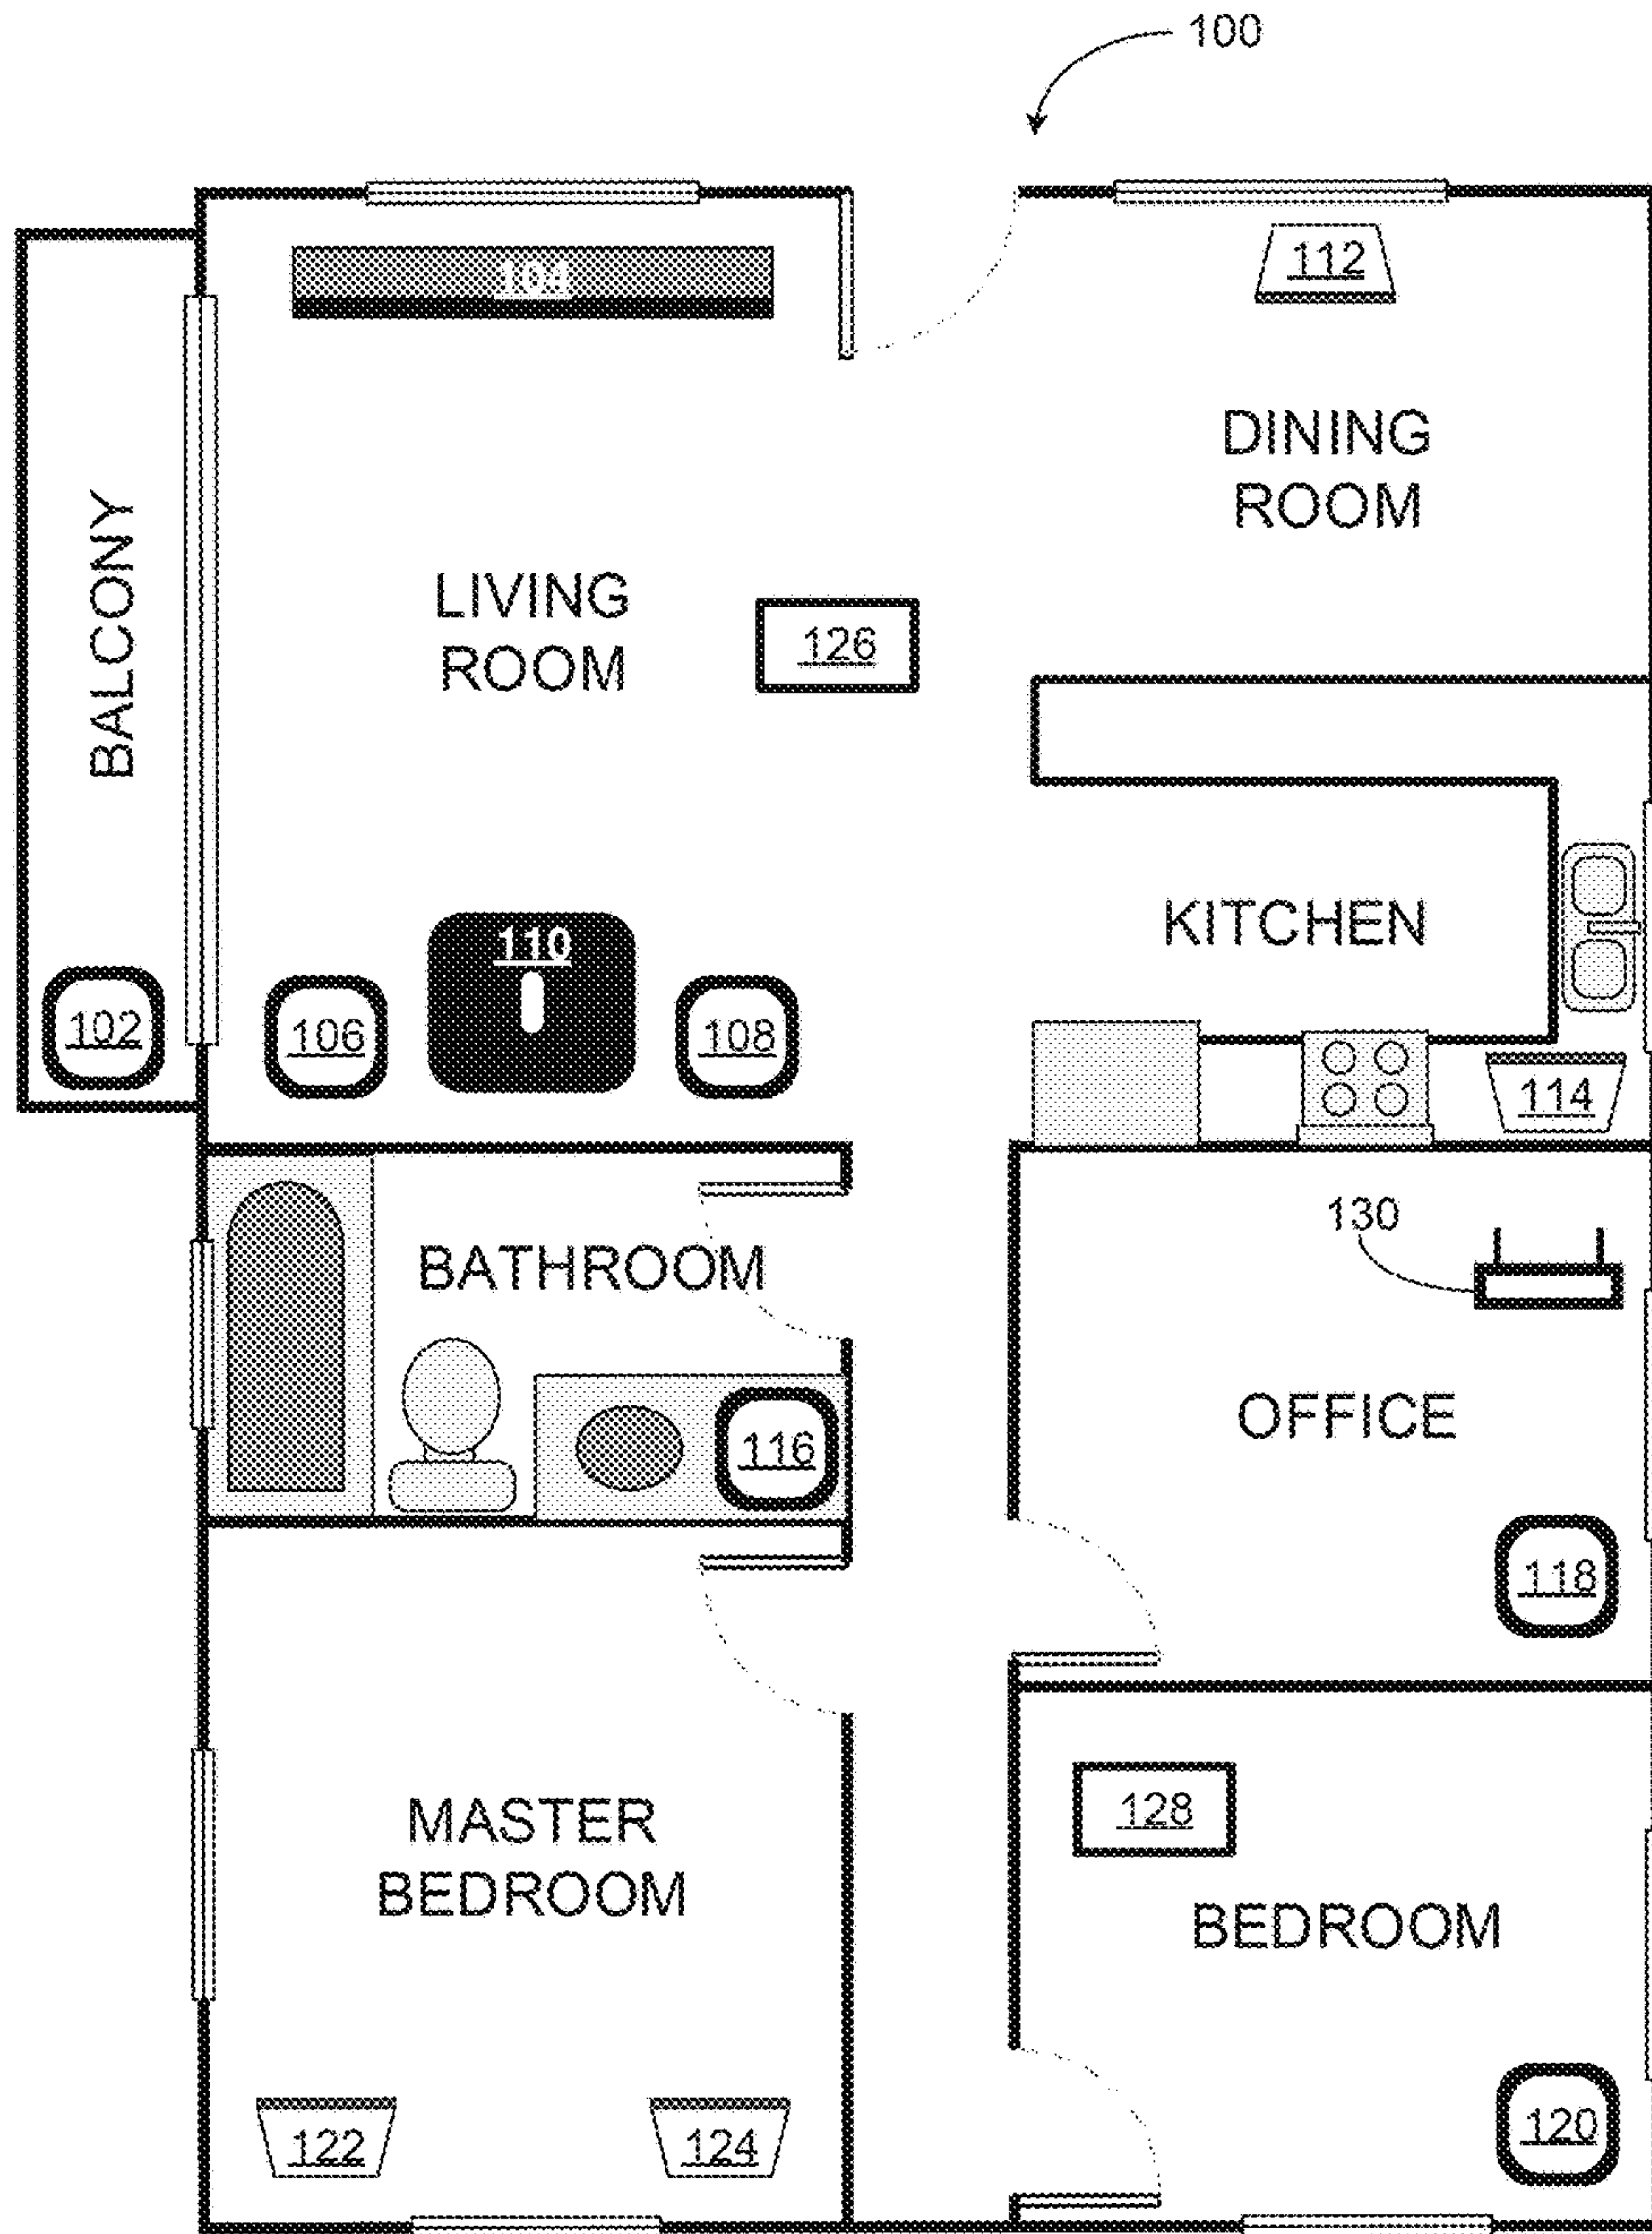 100
104
112
DINING
ROOM
BALCONY
LIVING
ROOM
126
KITCHEN
110
102
106
108
114
130
BATHROOM
OFFICE
116
118
128
MASTER
BEDROOM
BEDROOM
122
124
120